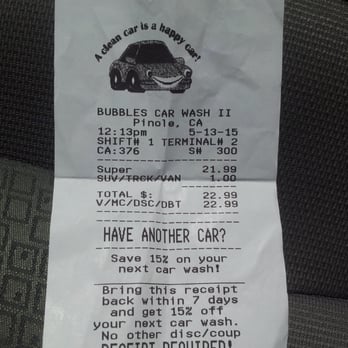 A clean car is a happy car!
BUBBLES CAR WASH II
Pinole, CA
12:13pm 5-13-15
SHIFT# 1 TERMINAL# 2
CA:376 S# 300
Super 21.99
SUV/TRCK/VAN 1.00
TOTAL $: 22.99
V/MC/DSC/DBT 22.99
HAVE ANOTHER CAR?
Save 15% on your
next car wash!
Bring this receipt
back within 7 days
and get 15% off
your next car wash.
No other disc/coup
RECEIPT REQUIRED!